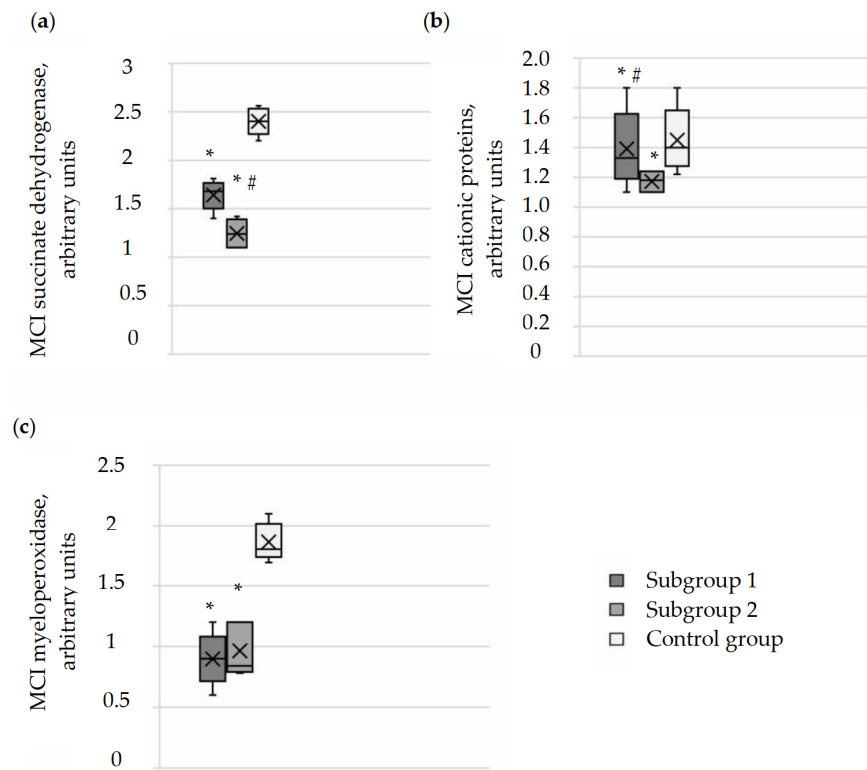 (a)
MCI succinate dehydrogenase,
arbitrary units
3
2.5
2
1.5
1
0.5
0
*
* #
(b)
MCI cationic proteins,
arbitrary units
2.0
1.8
1.6
1.4
1.2
1.0
0.8
0.6
0.4
0.2
0
* #
*
(c)
MCI myeloperoxidase,
arbitrary units
2.5
2
1.5
1
0.5
0
*
*
Subgroup 1
Subgroup 2
Control group